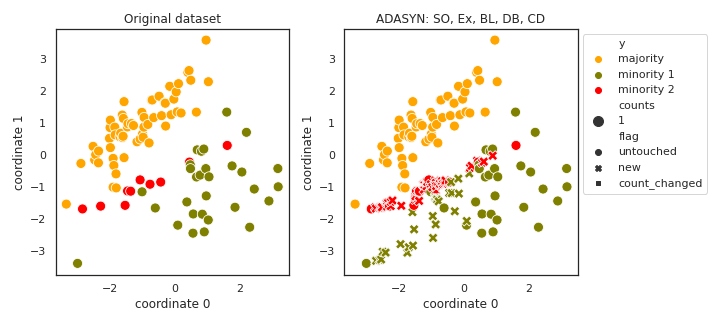 Original dataset
3
2
1
0
−1
−2
−3
coordinate 1
−2
0
2
coordinate 0
ADASYN: SO, Ex, BL, DB, CD
3
2
1
0
−1
−2
−3
coordinate 1
−2
0
2
coordinate 0
y
majority
minority 1
minority 2
counts
1
flag
untouched
new
count_changed